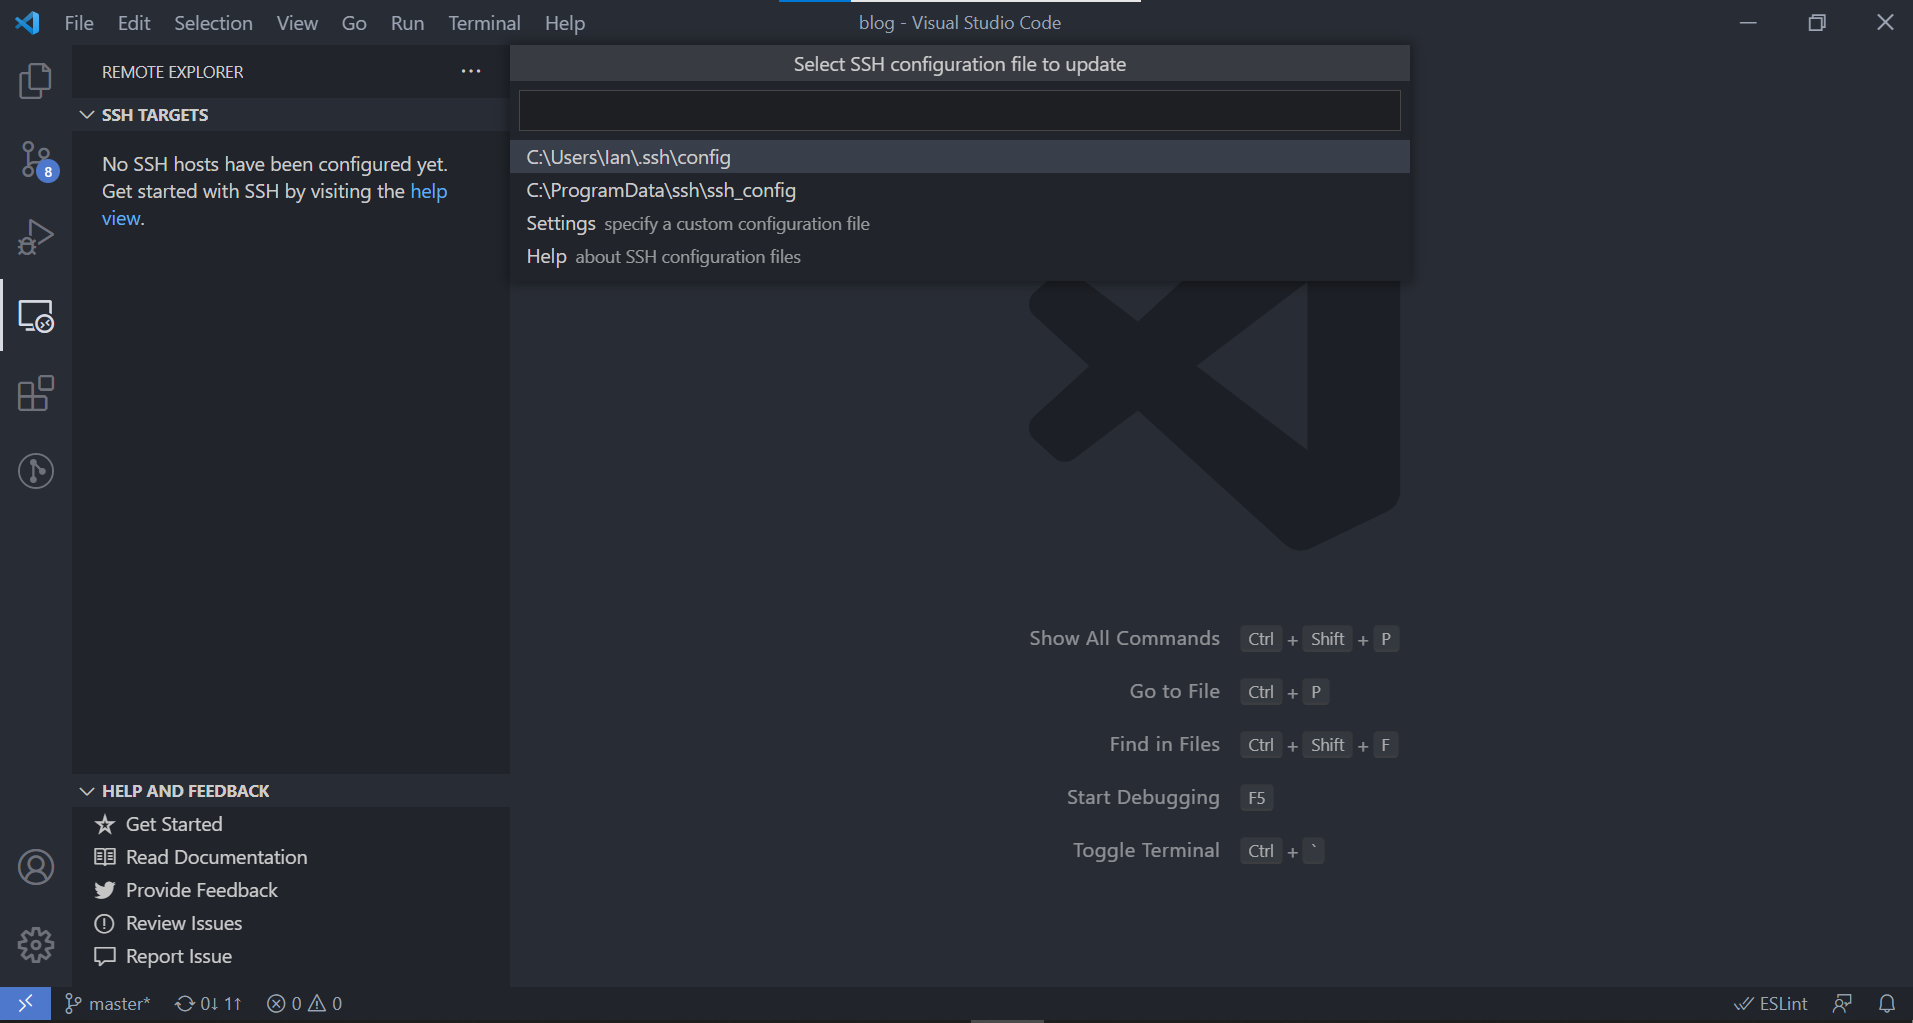 File Edit Selection View Go Run Terminal Help
blog - Visual Studio Code
REMOTE EXPLORER
SSH TARGETS
No SSH hosts have been configured yet.
Get started with SSH by visiting the help
view.
Select SSH configuration file to update
C:\Users\Ian\.ssh\config
C:\ProgramData\ssh\ssh_config
Settings specify a custom configuration file
Help about SSH configuration files
8
Show All Commands Ctrl + Shift + P
Go to File Ctrl + P
Find in Files Ctrl + Shift + F
Start Debugging F5
Toggle Terminal Ctrl + `
HELP AND FEEDBACK
Get Started
Read Documentation
Provide Feedback
Review Issues
Report Issue
master* 0↓ 1↑ 0 0
ESLint